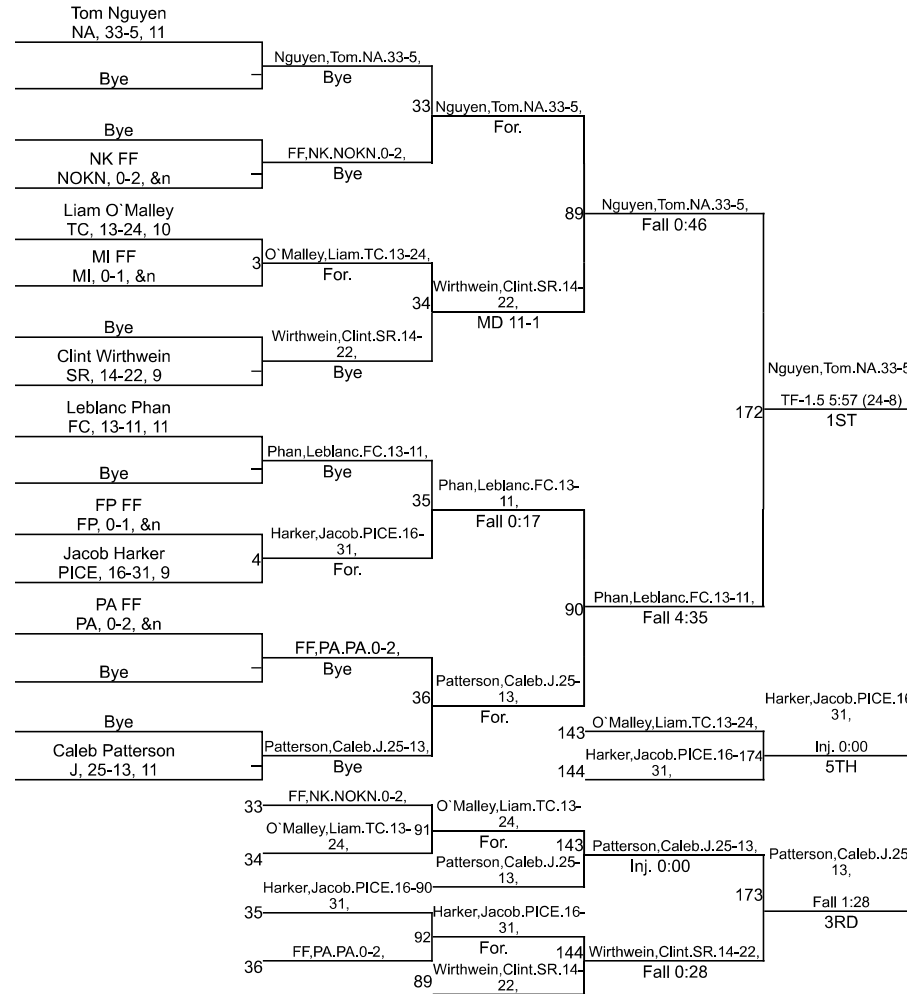 Tom Nguyen
NA, 33-5, 11
Bye
Bye
NK FF
NOKN, 0-2, &n
Liam O`Malley
TC, 13-24, 10
MI FF
MI, 0-1, &n
Bye
Clint Wirthwein
SR, 14-22, 9
Leblanc Phan
FC, 13-11, 11
Bye
FP FF
FP, 0-1, &n
Jacob Harker
PICE, 16-31, 9
PA FF
PA, 0-2, &n
Bye
Bye
Caleb Patterson
J, 25-13, 11
Nguyen,Tom.NA.33-5,
Bye
FF,NK.NOKN.0-2,
Bye
3
O`Malley,Liam.TC.13-24,
For.
Wirthwein,Clint.SR.14-
22,
Bye
Phan,Leblanc.FC.13-11,
Bye
4
Harker,Jacob.PICE.16-
31,
For.
FF,PA.PA.0-2,
Bye
Patterson,Caleb.J.25-13,
Bye
33
Nguyen,Tom.NA.33-5,
For.
34
Wirthwein,Clint.SR.14-
22,
MD 11-1
35
Phan,Leblanc.FC.13-
11,
Fall 0:17
36
Patterson,Caleb.J.25-
13,
For.
89
Nguyen,Tom.NA.33-5,
Fall 0:46
90
Phan,Leblanc.FC.13-11,
Fall 4:35
172
Nguyen,Tom.NA.33-5
TF-1.5 5:57 (24-8)
1ST
143
O`Malley,Liam.TC.13-24,
144
Harker,Jacob.PICE.16-
31,
174
Harker,Jacob.PICE.16
31,
Inj. 0:00
5TH
33
FF,NK.NOKN.0-2,
34
O`Malley,Liam.TC.13-
24,
91
O`Malley,Liam.TC.13-
24,
For.
90
Patterson,Caleb.J.25-
13,
143
Patterson,Caleb.J.25-13,
Inj. 0:00
35
Harker,Jacob.PICE.16-
31,
36
FF,PA.PA.0-2,
92
Harker,Jacob.PICE.16-
31,
For.
89
Wirthwein,Clint.SR.14-
22,
144
Wirthwein,Clint.SR.14-22,
Fall 0:28
173
Patterson,Caleb.J.25
13,
Fall 1:28
3RD